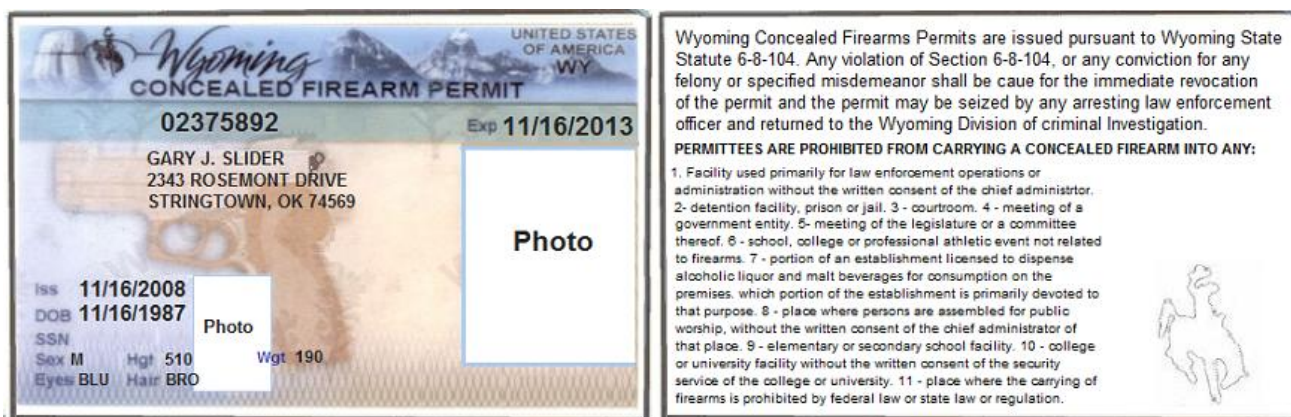 UNITED STATES
OF AMERICA
WY
Wyoming
CONCEALED FIREARM PERMIT
02375892
Exp 11/16/2013
GARY J. SLIDER
2343 ROSEMONT DRIVE
STRINGTOWN, OK 74569
Photo
Iss 11/16/2008
DOB 11/16/1987
Photo
SSN
Sex M Hgt 510 Wgt 190
Eyes BLU Hair BRO
Wyoming Concealed Firearms Permits are issued pursuant to Wyoming State
Statute 6-8-104. Any violation of Section 6-8-104, or any conviction for any
felony or specified misdemeanor shall be caue for the immediate revocation
of the permit and the permit may be seized by any arresting law enforcement
officer and returned to the Wyoming Division of criminal Investigation.
PERMITTEES ARE PROHIBITED FROM CARRYING A CONCEALED FIREARM INTO ANY:
1. Facility used primarily for law enforcement operations or
administration without the written consent of the chief administrtor.
2- detention facility, prison or jail. 3 - courtroom. 4 - meeting of a
government entity. 5- meeting of the legislature or a committee
thereof. 6 - school, college or professional athletic event not related
to firearms. 7 - portion of an establishment licensed to dispense
alcoholic liquor and malt beverages for consumption on the
premises. which portion of the establishment is primarily devoted to
that purpose. 8 - place where persons are assembled for public
worship, without the written consent of the chief administrator of
that place. 9 - elementary or secondary school facility. 10 - college
or university facility without the written consent of the security
service of the college or university. 11 - place where the carrying of
firearms is prohibited by federal law or state law or regulation.